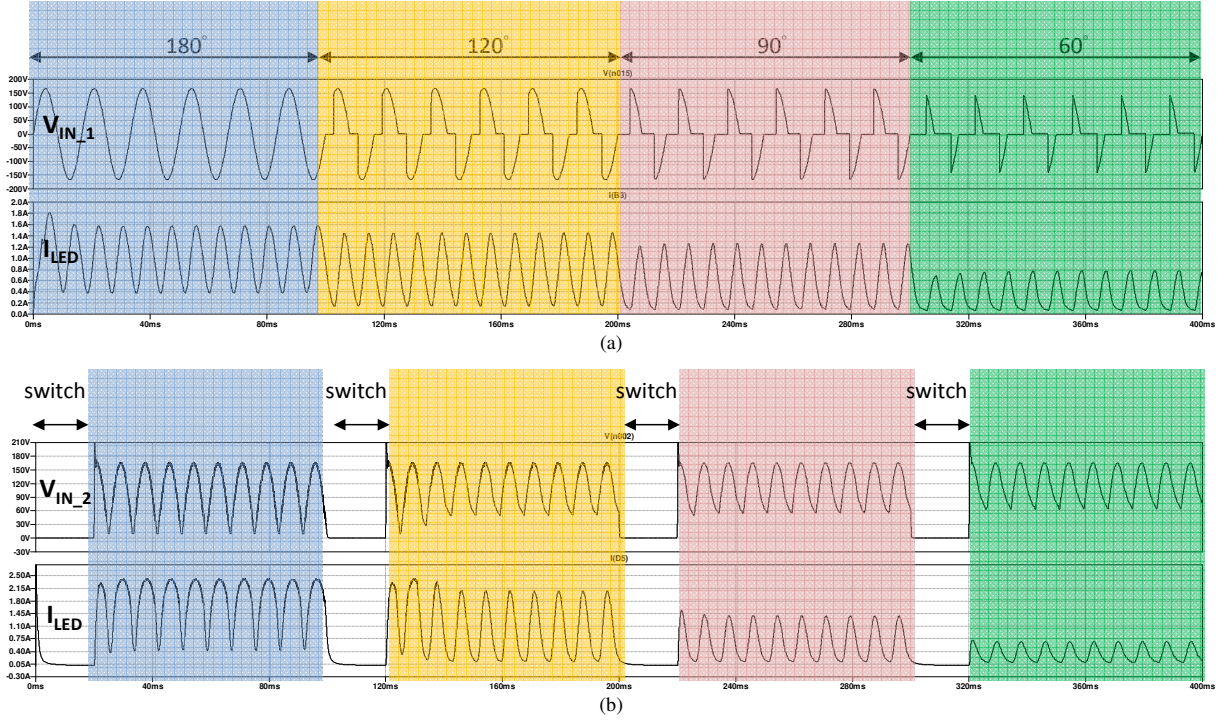 180° 120° 90° 60°
V(n015)
200V
150V
100V
50V
0V
-50V
-100V
-150V
-200V
V_IN_1
I(B3)
2.0A
1.8A
1.6A
1.4A
1.2A
1.0A
0.8A
0.6A
0.4A
0.2A
0.0A
I_LED
0ms 40ms 80ms 120ms 160ms 200ms 240ms 280ms 320ms 360ms 400ms
(a)
switch switch switch switch
V(n002)
210V
180V
150V
120V
90V
60V
30V
0V
-30V
V_IN_2
I(D5)
2.50A
2.15A
1.80A
1.45A
1.10A
0.75A
0.40A
0.05A
-0.30A
I_LED
0ms 40ms 80ms 120ms 160ms 200ms 240ms 280ms 320ms 360ms 400ms
(b)